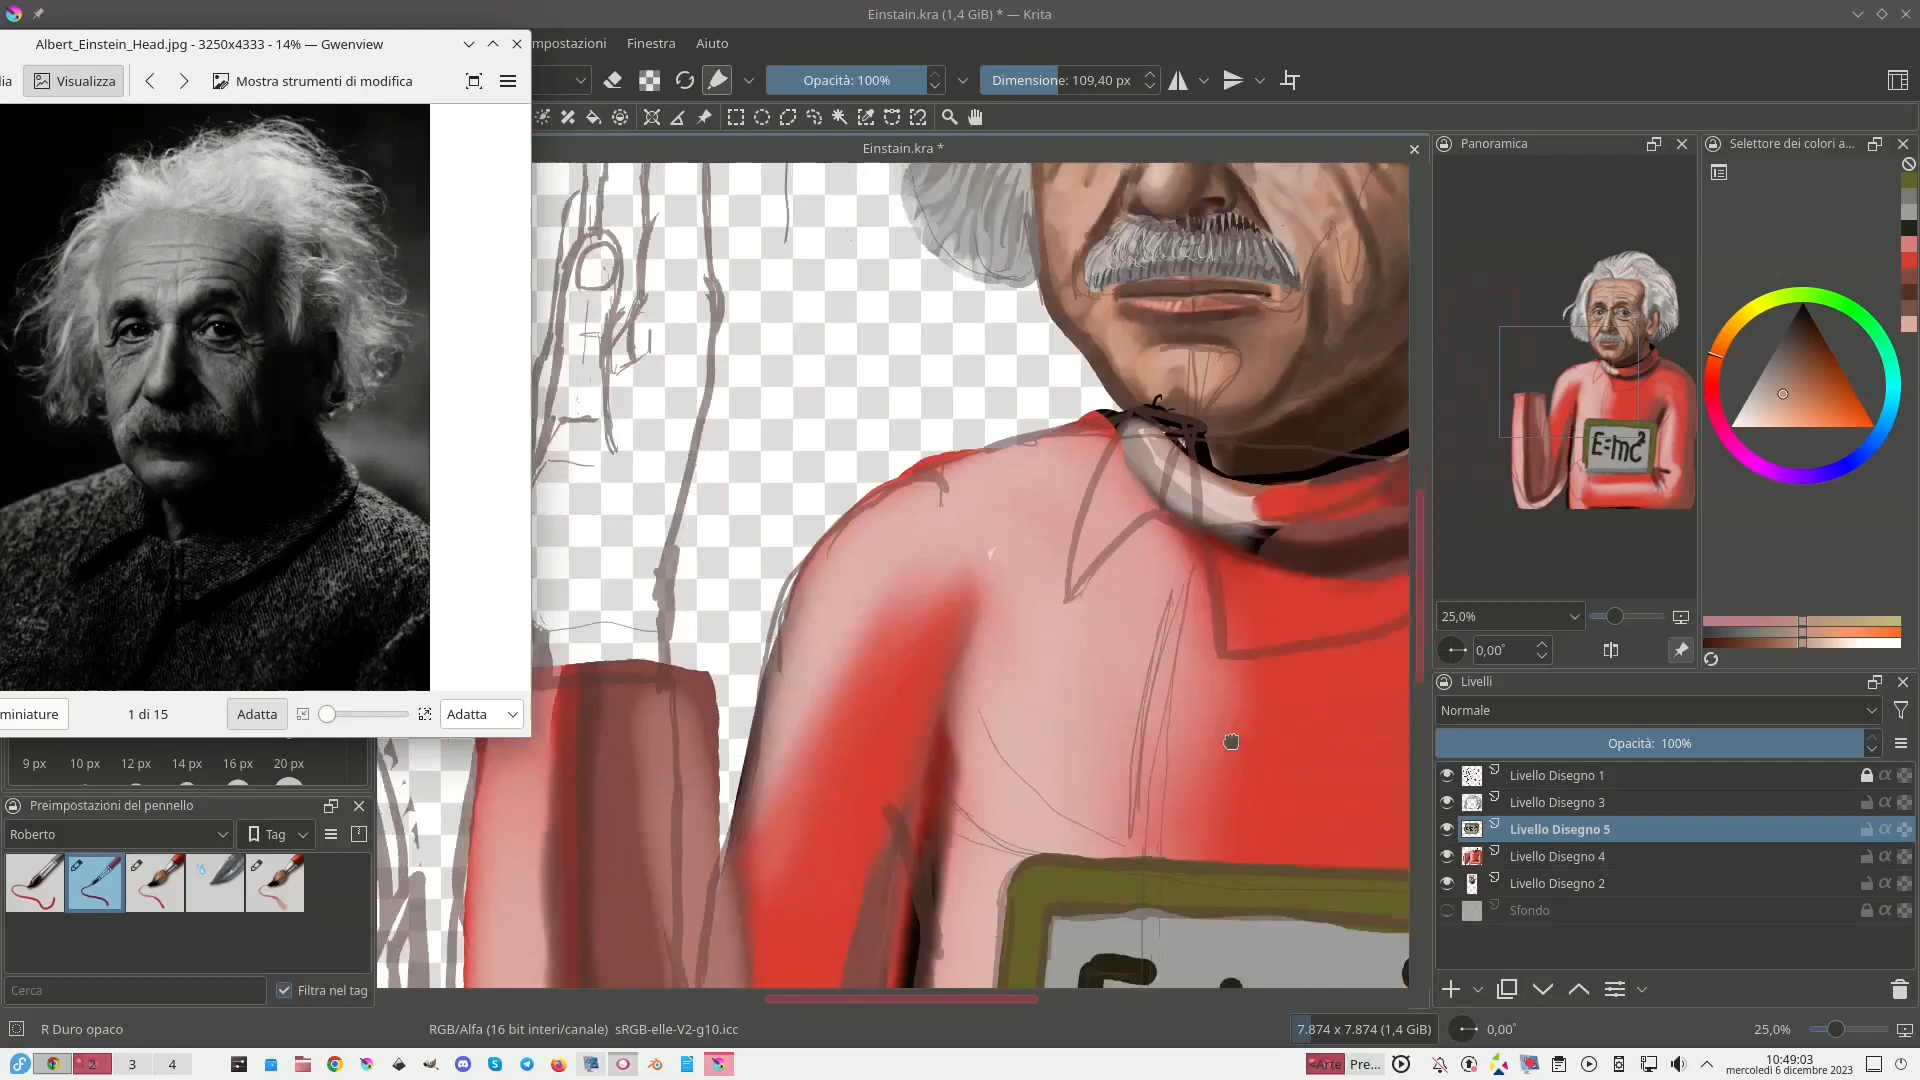 Einstain.kra (1,4 GiB) * — Krita
Albert_Einstein_Head.jpg - 3250x4333 - 14% — Gwenview
mpostazioni
Finestra
Aiuto
ia
Visualizza
Mostra strumenti di modifica
Opacità: 100%
Dimensione: 109,40 px
Einstain.kra *
Panoramica
Selettore dei colori a...
E=mc²
25,0%
0,00°
miniature
1 di 15
Adatta
Adatta
Livelli
Normale
Opacità: 100%
9 px
10 px
12 px
14 px
16 px
20 px
Livello Disegno 1
Livello Disegno 3
Livello Disegno 5
Livello Disegno 4
Livello Disegno 2
Sfondo
Preimpostazioni del pennello
Roberto
Tag
Cerca
Filtra nel tag
R Duro opaco
RGB/Alfa (16 bit interi/canale) sRGB-elle-V2-g10.icc
7.874 x 7.874 (1,4 GiB)
0,00°
25,0%
2
3
4
Arte
Pre...
10:49:03
mercoledì 6 dicembre 2023